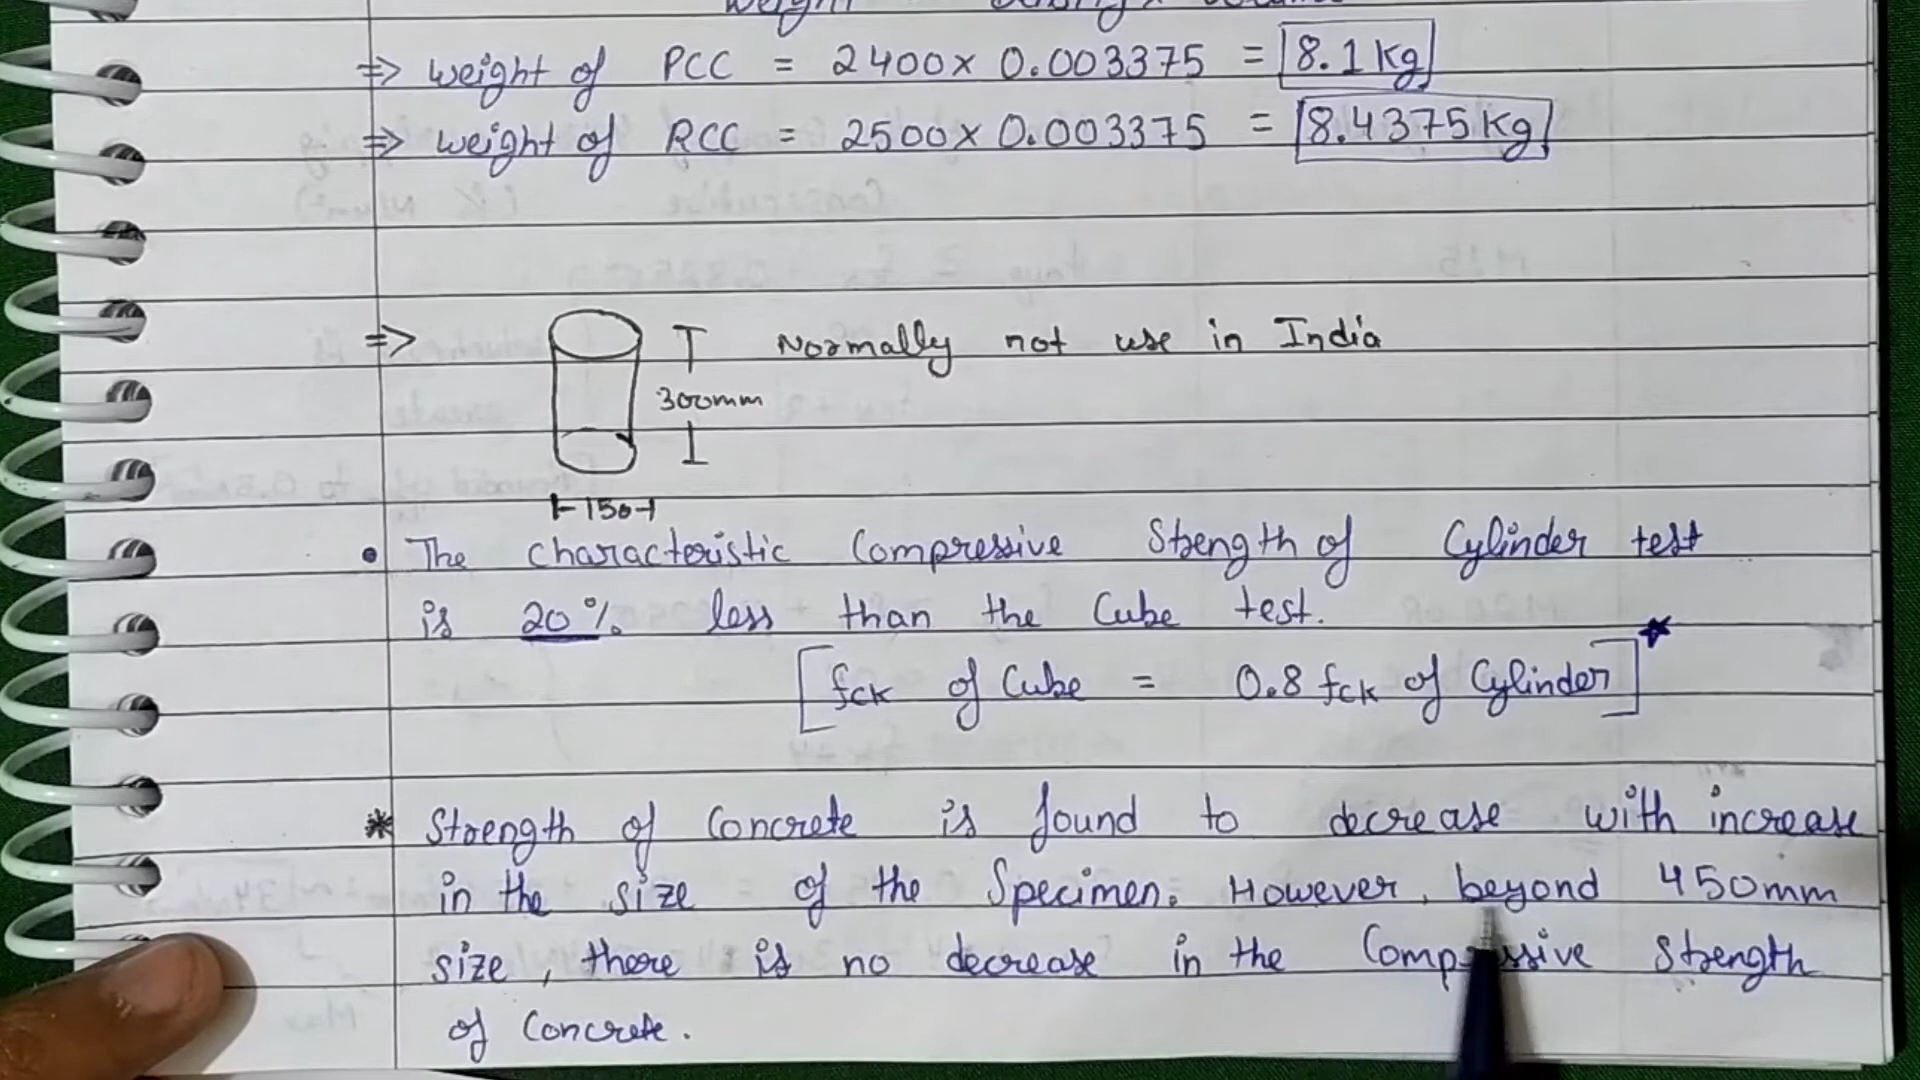 ⇒ weight of PCC = 2400 x 0.003375 = 8.1 kg
⇒ weight of RCC = 2500 x 0.003375 = 8.4375 kg
⇒ Normally not use in India
300mm
150
• The characteristic Compressive Strength of Cylinder test
is 20% less than the Cube test.
[fck of Cube = 0.8 fck of Cylinder]*
* Strength of Concrete is found to decrease with increase
in the size of the Specimen. However, beyond 450mm
size, there is no decrease in the Compressive Strength
of Concrete.